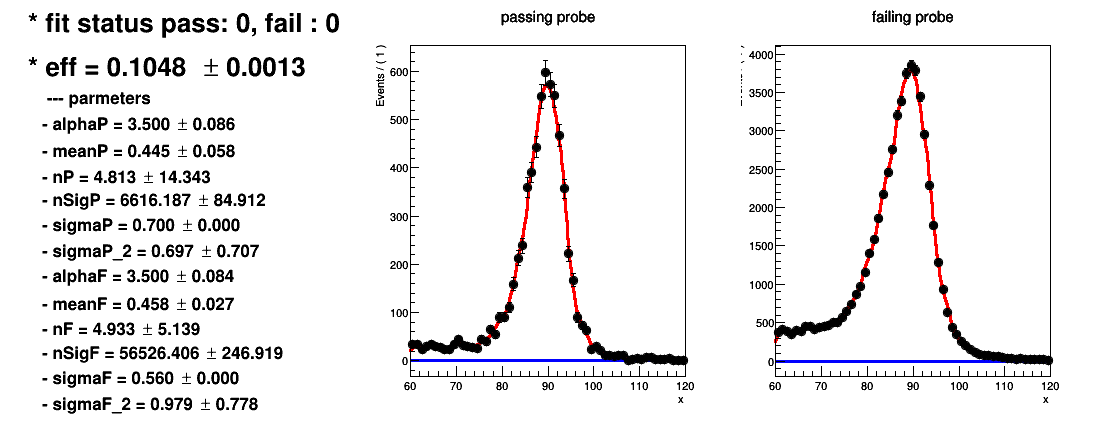 * fit status pass: 0, fail : 0
* eff = 0.1048 ± 0.0013
--- parmeters
- alphaP = 3.500 ± 0.086
- meanP = 0.445 ± 0.058
- nP = 4.813 ± 14.343
- nSigP = 6616.187 ± 84.912
- sigmaP = 0.700 ± 0.000
- sigmaP_2 = 0.697 ± 0.707
- alphaF = 3.500 ± 0.084
- meanF = 0.458 ± 0.027
- nF = 4.933 ± 5.139
- nSigF = 56526.406 ± 246.919
- sigmaF = 0.560 ± 0.000
- sigmaF_2 = 0.979 ± 0.778
passing probe
Events / ( 1 )
600
500
400
300
200
100
0
60 70 80 90 100 110 120
x
failing probe
4000
3500
3000
2500
2000
1500
1000
500
0
60 70 80 90 100 110 120
x